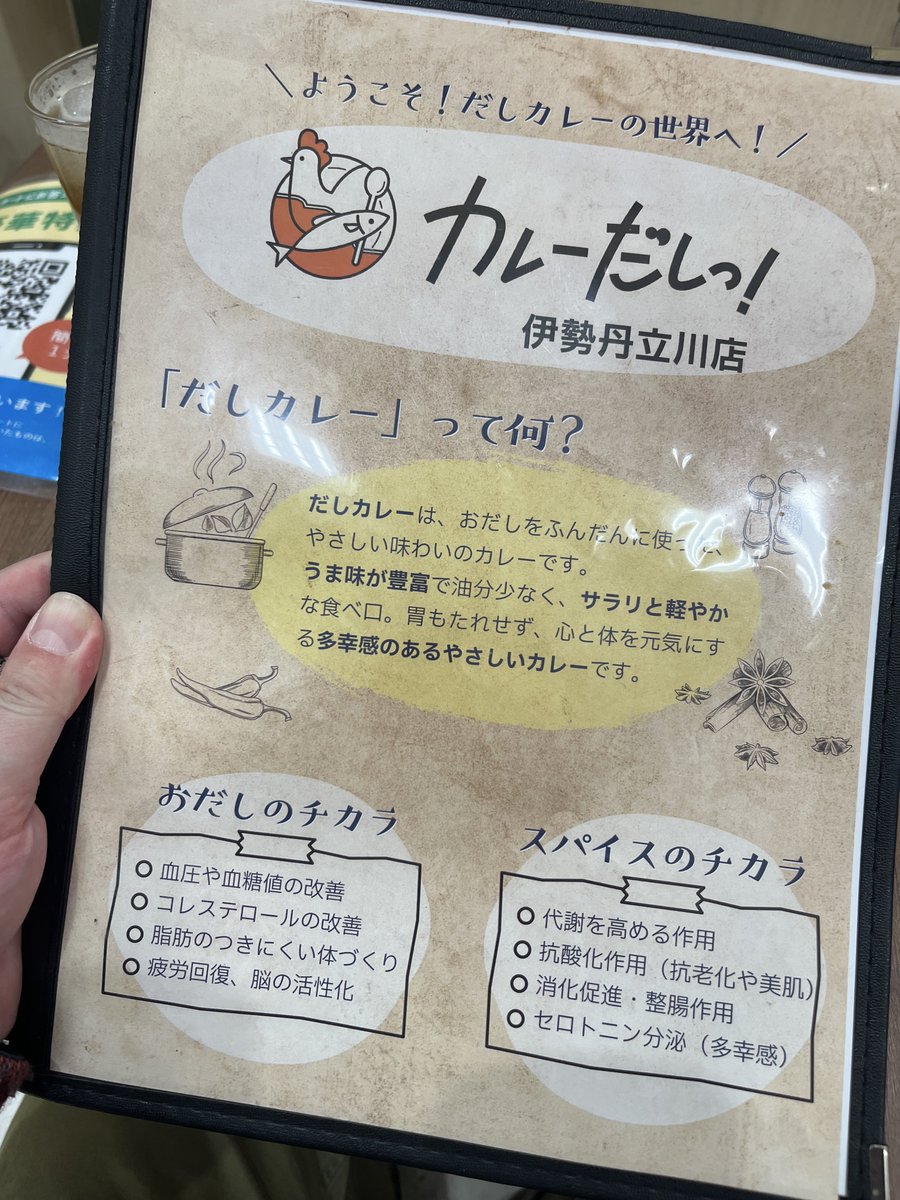 ＼ようこそ！だしカレーの世界へ！／
カレーだしっ！
伊勢丹立川店
「だしカレー」って何？
だしカレーは、おだしをふんだんに使っ、
やさしい味わいのカレーです。
うま味が豊富で油分少なく、サラリと軽やか
な食べ口。胃もたれせず、心と体を元気にす
る多幸感のあるやさしいカレーです。
おだしのチカラ
血圧や血糖値の改善
コレステロールの改善
脂肪のつきにくい体づくり
疲労回復、脳の活性化
スパイスのチカラ
代謝を高める作用
抗酸化作用（抗老化や美肌）
消化促進・整腸作用
セロトニン分泌（多幸感）
華特
います！